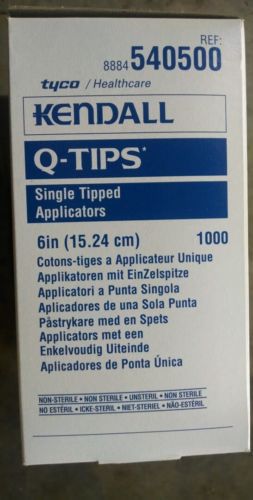 REF:
8884 540500
tyco / Healthcare
KENDALL
Q-TIPS*
Single Tipped
Applicators
6in (15.24 cm) 1000
Cotons-tiges a Applicateur Unique
Applikatoren mit EinZelspitze
Applicatori a Punta Singola
Aplicadores de una Sola Punta
Påstrykare med en Spets
Applicators met een
Enkelvoudig Uiteinde
Aplicadores de Ponta Única
NON-STERILE • NON STERILE • UNSTERIL • NON STERILE
NO ESTÉRIL • ICKE-STERIL • NIET-STERIEL • NÃO-ESTÉRIL